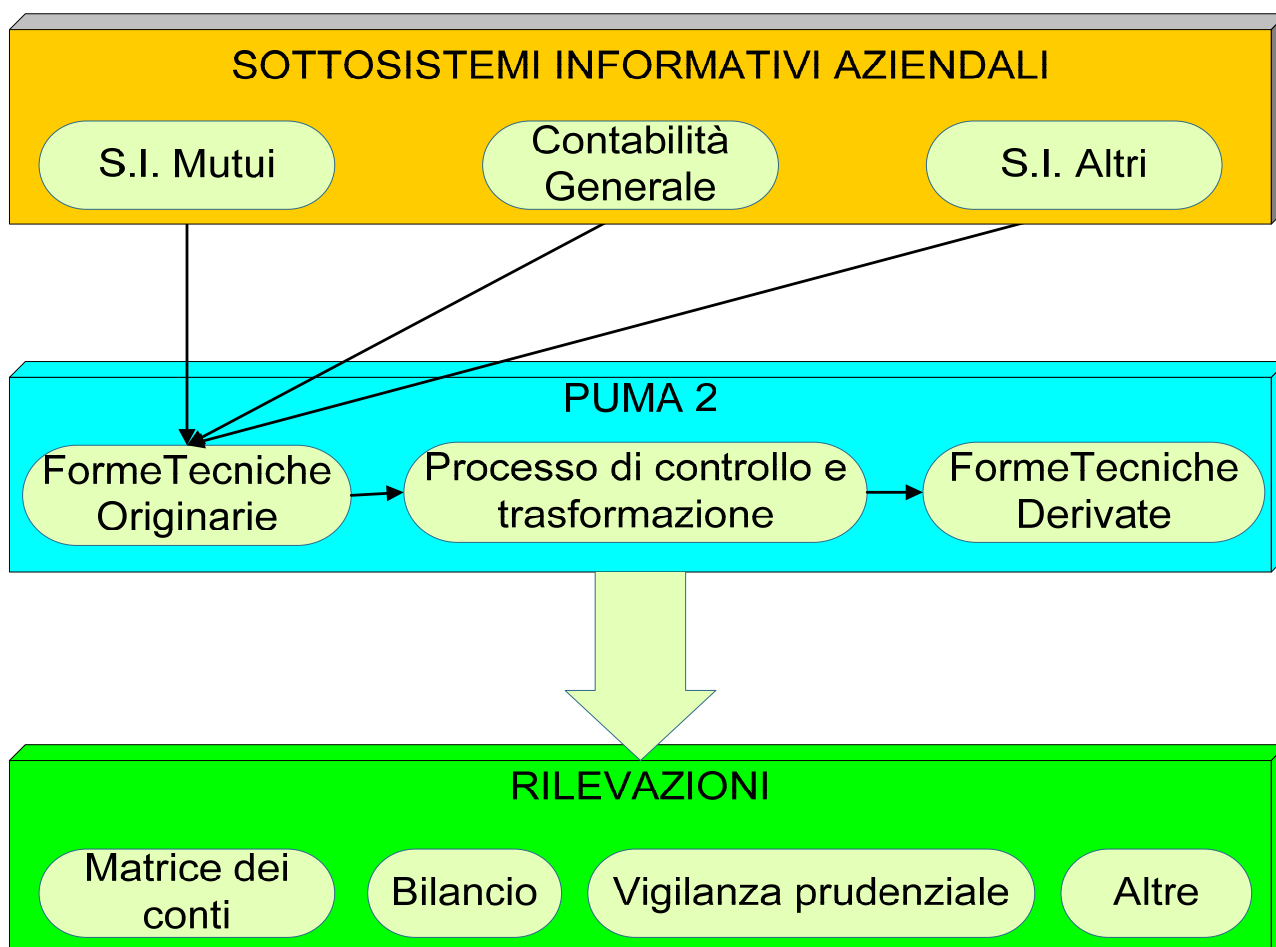 SOTTOSISTEMI INFORMATIVI AZIENDALI
S.I. Mutui
Contabilità
Generale
S.I. Altri
PUMA 2
FormeTecniche
Originarie
Processo di controllo e
trasformazione
FormeTecniche
Derivate
RILEVAZIONI
Matrice dei
conti
Bilancio
Vigilanza prudenziale
Altre